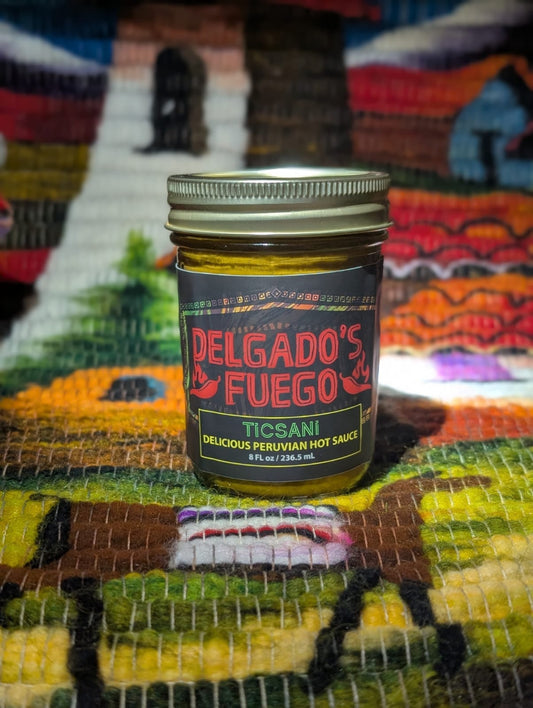 DELGADO'S
FUEGO
TiCSANi
DELICIOUS PERUVIAN HOT SAUCE
8 FL oz / 236.5 mL